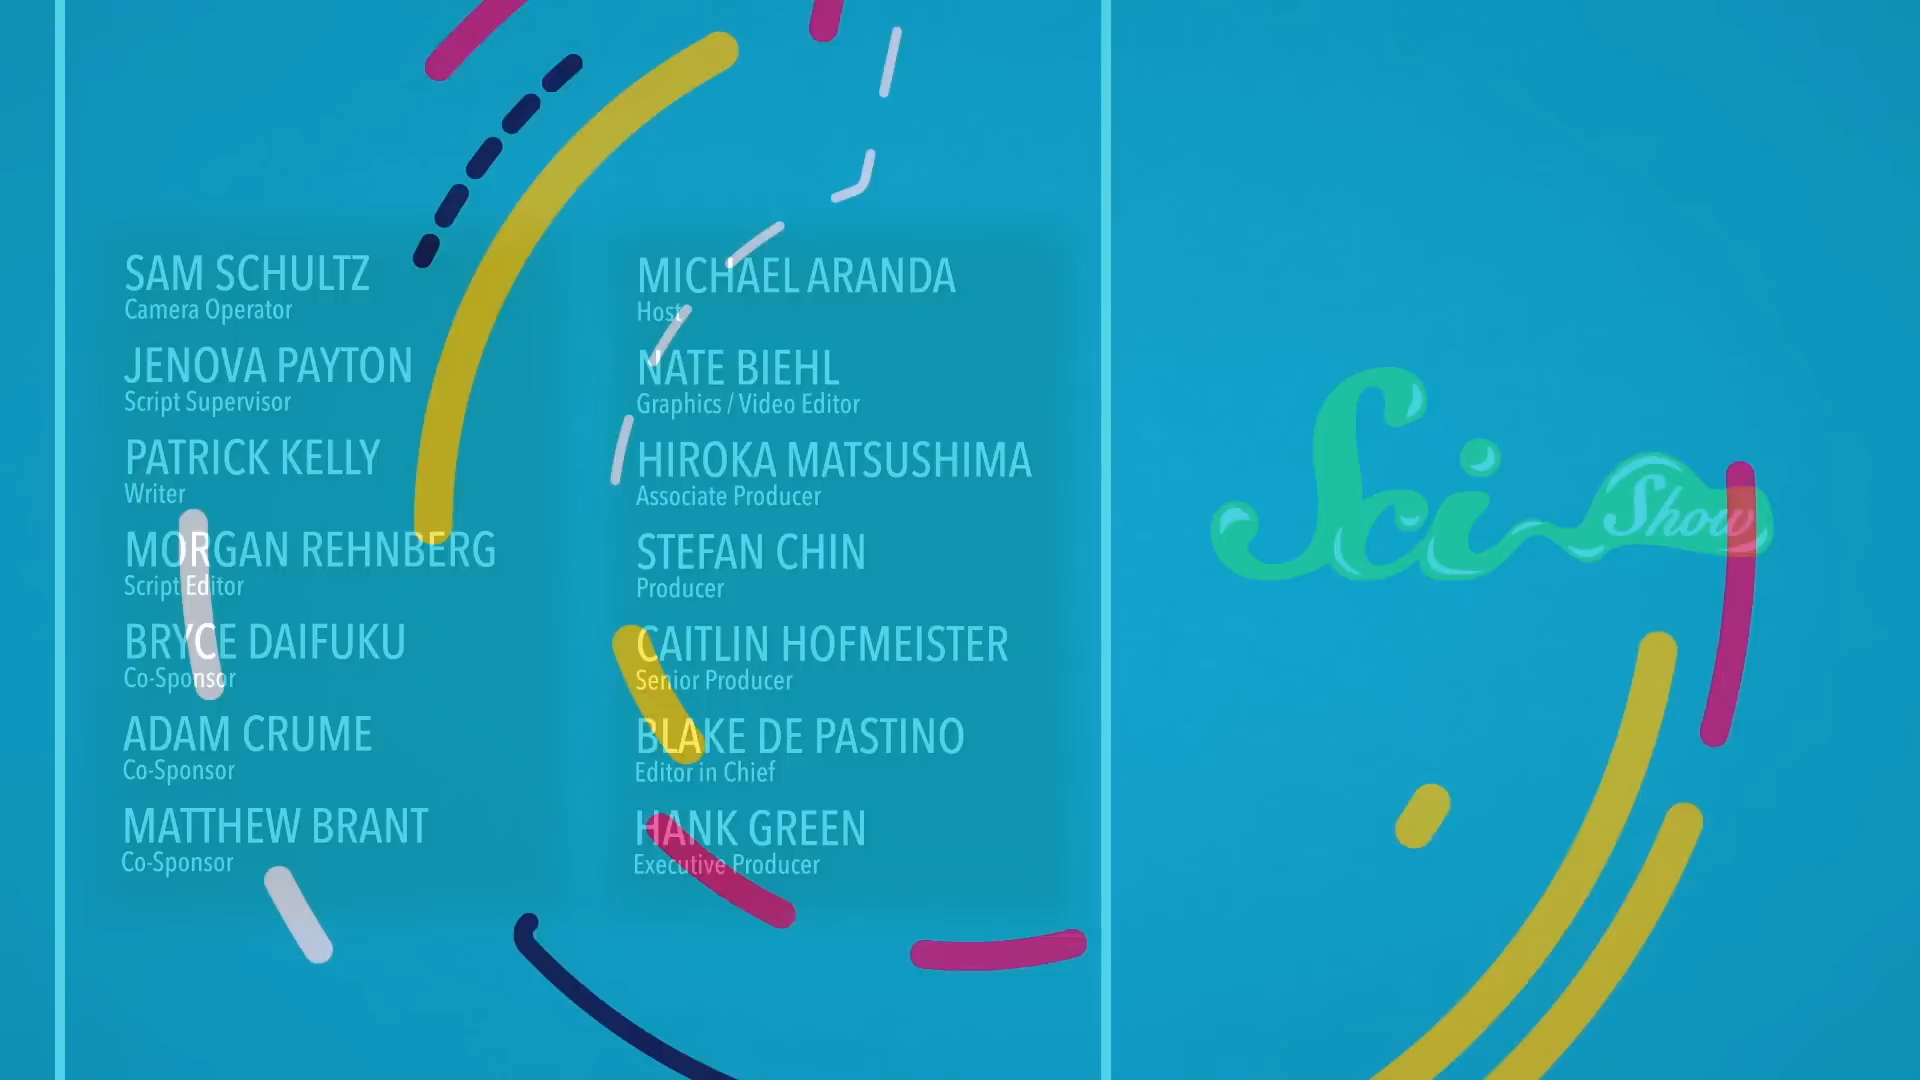 SAM SCHULTZ
Camera Operator
JENOVA PAYTON
Script Supervisor
PATRICK KELLY
Writer
MORGAN REHNBERG
Script Editor
BRYCE DAIFUKU
Co-Sponsor
ADAM CRUME
Co-Sponsor
MATTHEW BRANT
Co-Sponsor
MICHAEL ARANDA
Host
NATE BIEHL
Graphics / Video Editor
HIROKA MATSUSHIMA
Associate Producer
STEFAN CHIN
Producer
CAITLIN HOFMEISTER
Senior Producer
BLAKE DE PASTINO
Editor in Chief
HANK GREEN
Executive Producer
Sci Show